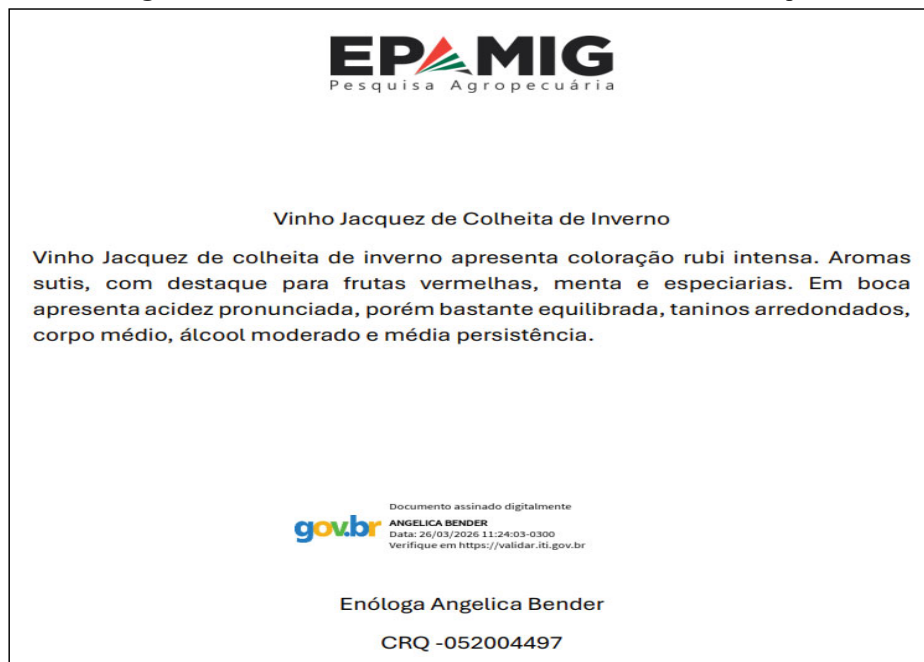 EPAMIG
Pesquisa Agropecuária
Vinho Jacquez de Colheita de Inverno
Vinho Jacquez de colheita de inverno apresenta coloração rubi intensa. Aromas
sutis, com destaque para frutas vermelhas, menta e especiarias. Em boca
apresenta acidez pronunciada, porém bastante equilibrada, taninos arredondados,
corpo médio, álcool moderado e média persistência.
gov.br
Documento assinado digitalmente
ANGELICA BENDER
Data: 26/03/2026 11:24:03-0300
Verifique em https://validar.iti.gov.br
Enóloga Angelica Bender
CRQ -052004497